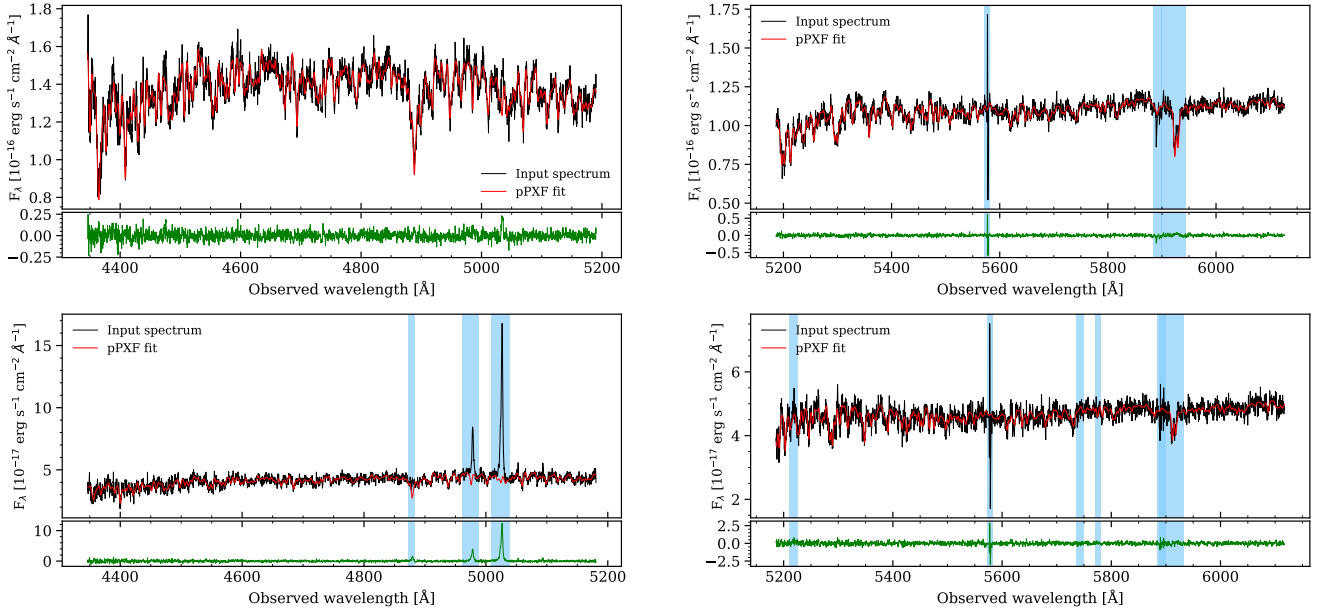 F_λ [10^−16 erg s^−1 cm^−2 Å^−1]
1.8
1.6
1.4
1.2
1.0
0.8
Input spectrum
pPXF fit
0.25
0.00
−0.25
4400 4600 4800 5000 5200
Observed wavelength [Å]
F_λ [10^−16 erg s^−1 cm^−2 Å^−1]
1.75
1.50
1.25
1.00
0.75
0.50
Input spectrum
pPXF fit
0.5
0.0
−0.5
5200 5400 5600 5800 6000
Observed wavelength [Å]
F_λ [10^−17 erg s^−1 cm^−2 Å^−1]
15
10
5
Input spectrum
pPXF fit
10
0
4400 4600 4800 5000 5200
Observed wavelength [Å]
F_λ [10^−17 erg s^−1 cm^−2 Å^−1]
6
4
2
Input spectrum
pPXF fit
2.5
0.0
−2.5
5200 5400 5600 5800 6000
Observed wavelength [Å]